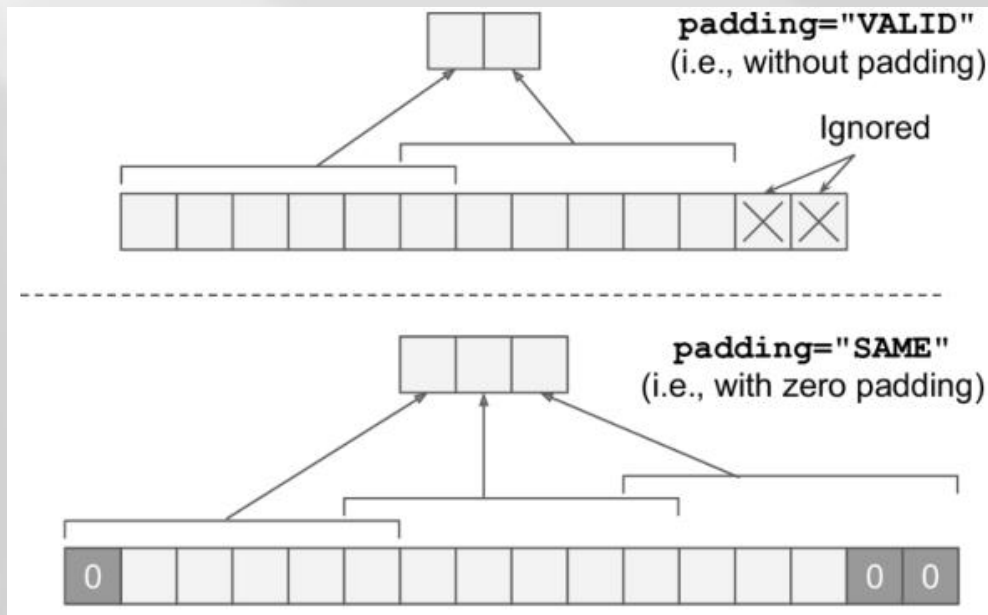 padding="VALID"
(i.e., without padding)
Ignored
padding="SAME"
(i.e., with zero padding)
0 0 0